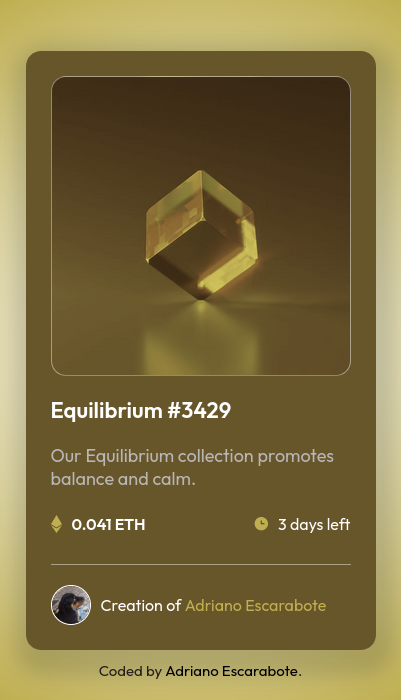 Equilibrium #3429
Our Equilibrium collection promotes
balance and calm.
0.041 ETH
3 days left
Creation of Adriano Escarabote
Coded by Adriano Escarabote.